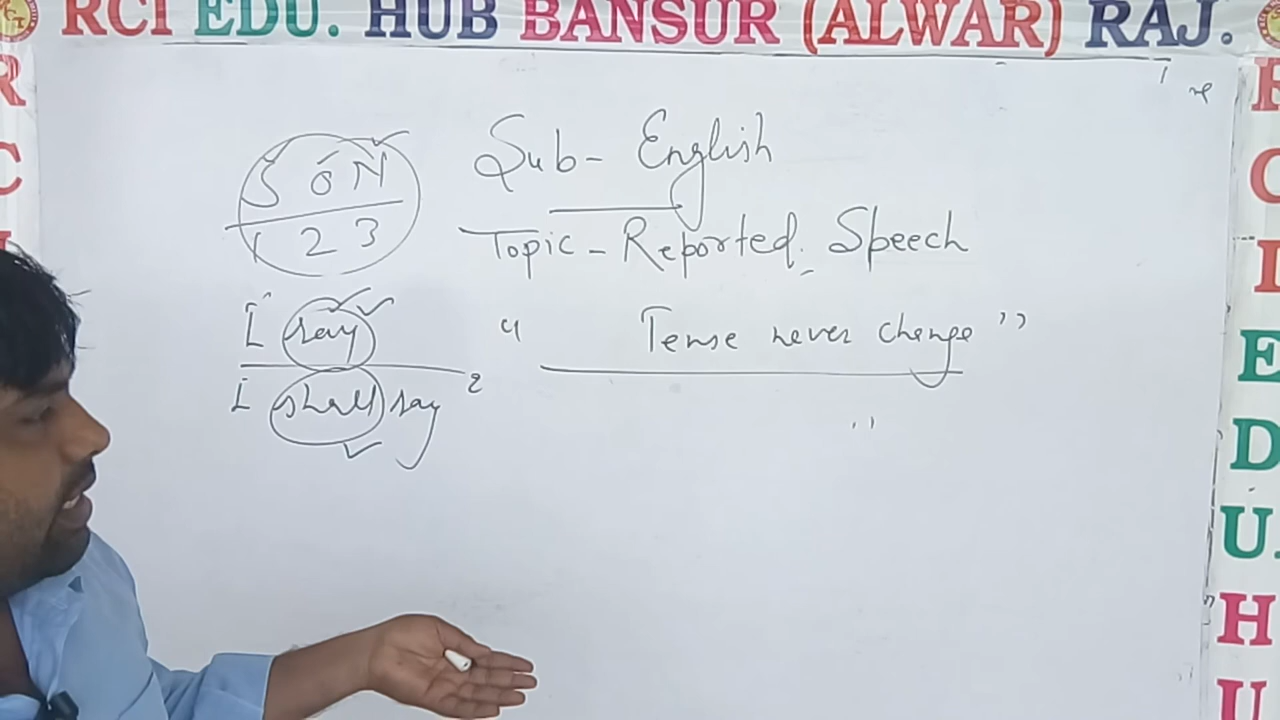 RCI EDU. HUB BANSUR (ALWAR) RAJ.
S O N
1 2 3
Sub- English
Topic - Reported Speech
I say
I shall say
" Tense never change "
R
C
I
R
C
I
E
D
U.
H
U